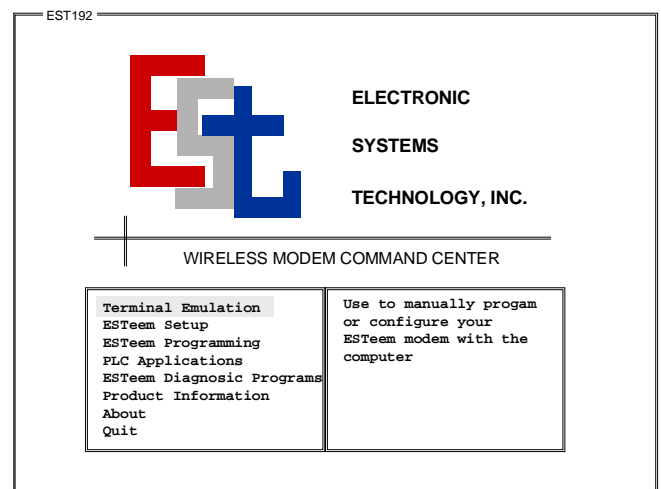 EST192
ESt
ELECTRONIC
SYSTEMS
TECHNOLOGY, INC.
WIRELESS MODEM COMMAND CENTER
Terminal Emulation
ESTeem Setup
ESTeem Programming
PLC Applications
ESTeem Diagnosic Programs
Product Information
About
Quit
Use to manually progam
or configure your
ESTeem modem with the
computer